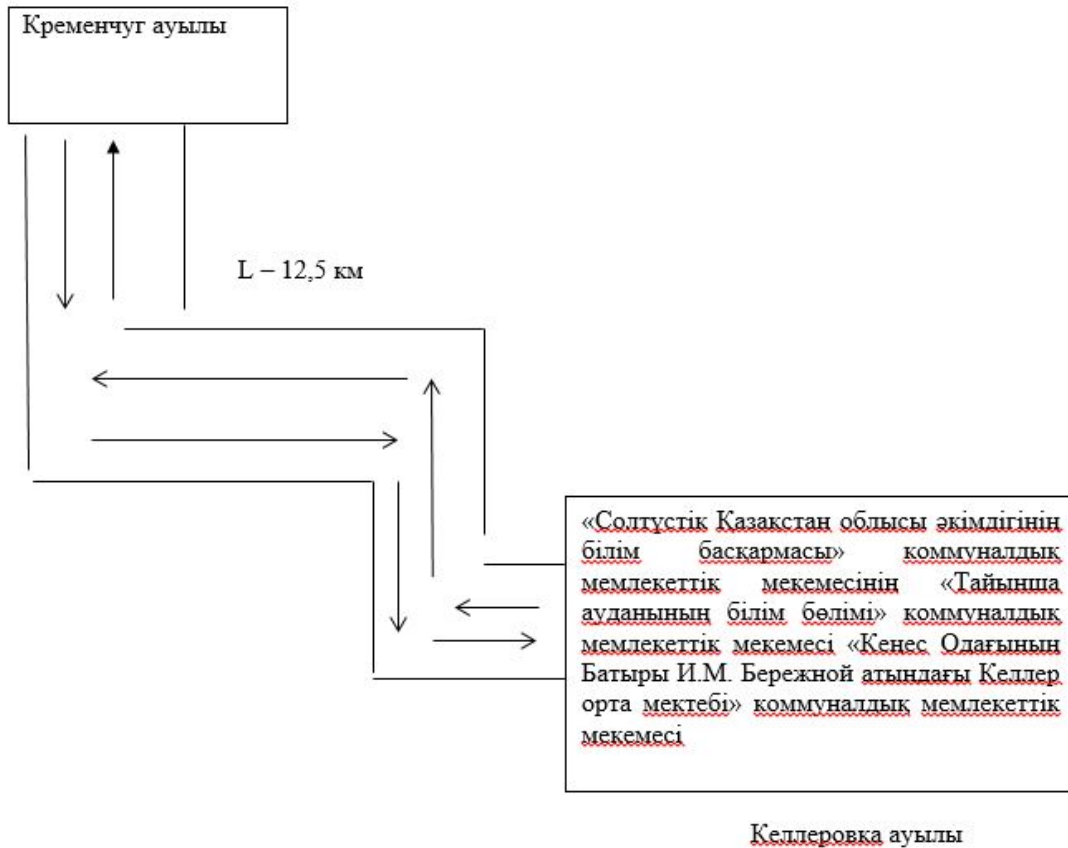 Кременчуг ауылы
L – 12,5 км
«Солтүстік Қазақстан облысы әкімдігінің
білім басқармасы» коммуналдық
мемлекеттік мекемесінің «Тайынша
ауданының білім бөлімі» коммуналдық
мемлекеттік мекемесі «Кеңес Одағының
Батыры И.М. Бережной атындағы Келлер
орта мектебі» коммуналдық мемлекеттік
мекемесі
Келлеровка ауылы